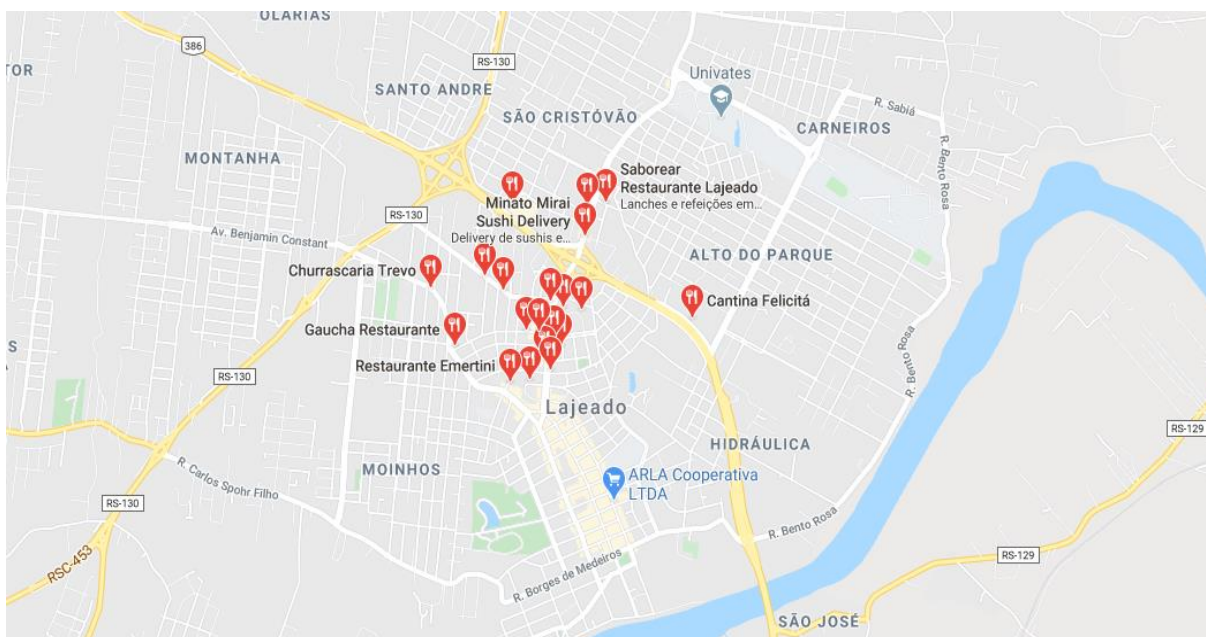 OLARIAS
386
RS-130
TOR
SANTO ANDRE
Univates
SÃO CRISTÓVÃO
R. Sabiá
CARNEIROS
MONTANHA
R. Bento Rosa
Saborear
Restaurante Lajeado
Lanches e refeições em...
Minato Mirai
Sushi Delivery
Delivery de sushis e...
RS-130
Av. Benjamin Constant
ALTO DO PARQUE
Churrascaria Trevo
Cantina Felicitá
Gaucha Restaurante
R. Bento Rosa
S
Restaurante Emertini
RS-130
Lajeado
RS-129
HIDRÁULICA
MOINHOS
R. Carlos Spohr Filho
ARLA Cooperativa
LTDA
RS-130
R. Bento Rosa
RSC-453
R. Borges de Medeiros
RS-129
SÃO JOSÉ